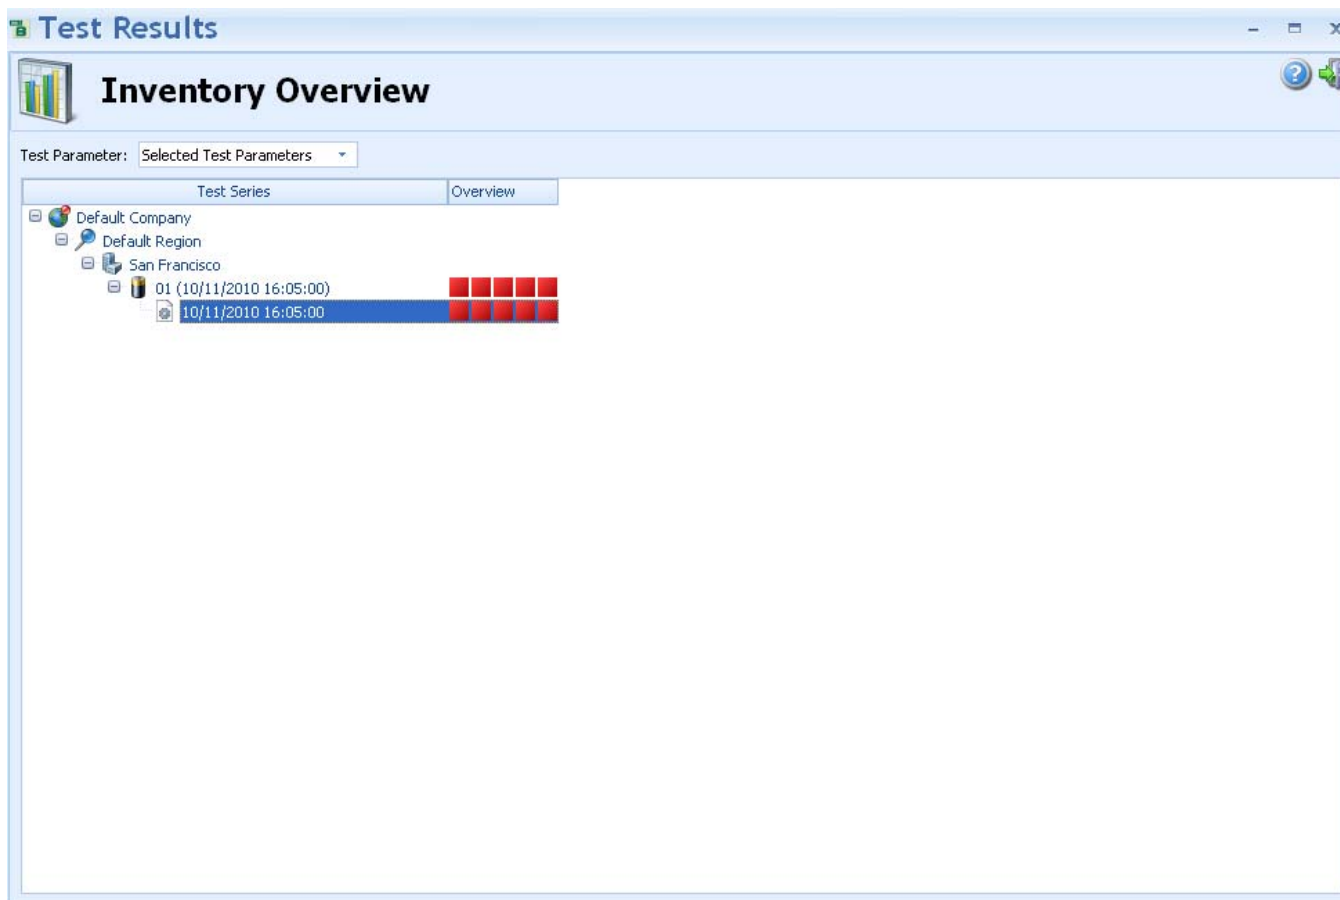 Test Results
Inventory Overview
Test Parameter: Selected Test Parameters
Test Series Overview
Default Company
Default Region
San Francisco
01 (10/11/2010 16:05:00)
10/11/2010 16:05:00